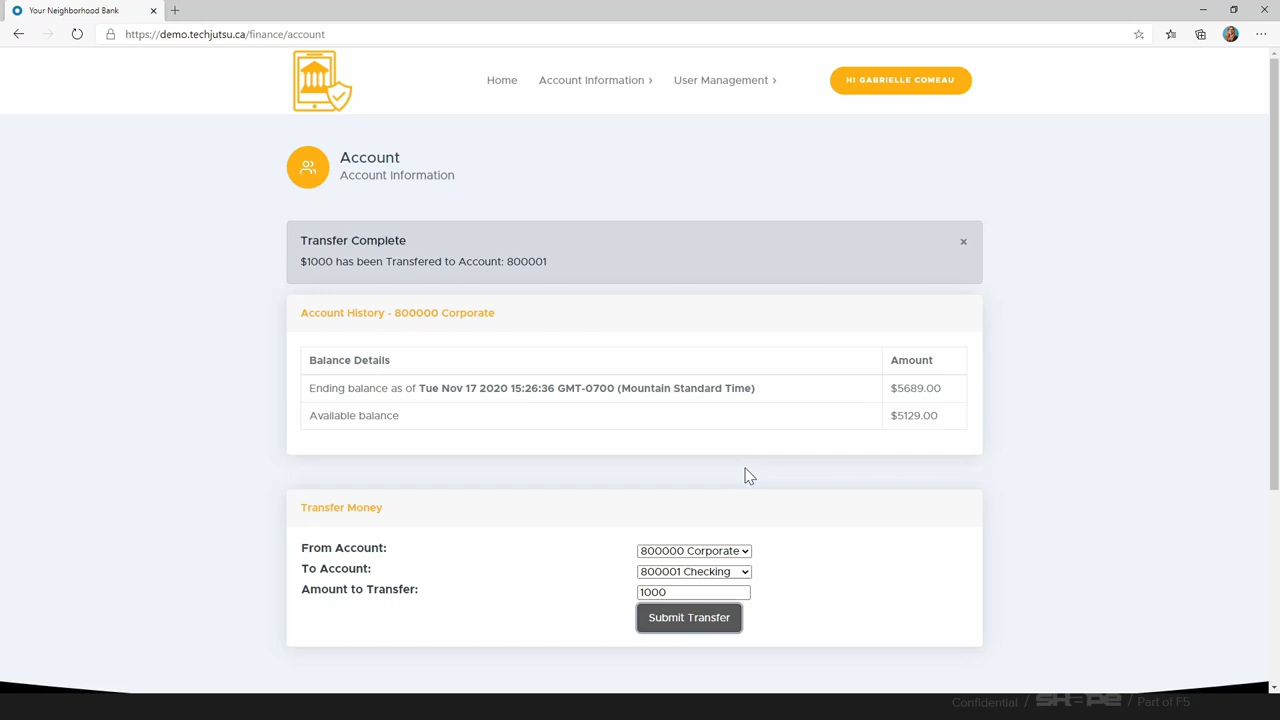 Your Neighborhood Bank
https://demo.techjutsu.ca/finance/account
Home
Account Information
User Management
HI GABRIELLE COMEAU
Account
Account Information
Transfer Complete
$1000 has been Transfered to Account: 800001
Account History - 800000 Corporate
Balance Details Amount
Ending balance as of Tue Nov 17 2020 15:26:36 GMT-0700 (Mountain Standard Time) $5689.00
Available balance $5129.00
Transfer Money
From Account: 800000 Corporate
To Account: 800001 Checking
Amount to Transfer: 1000
Submit Transfer
Confidential / SHAPE / Part of F5